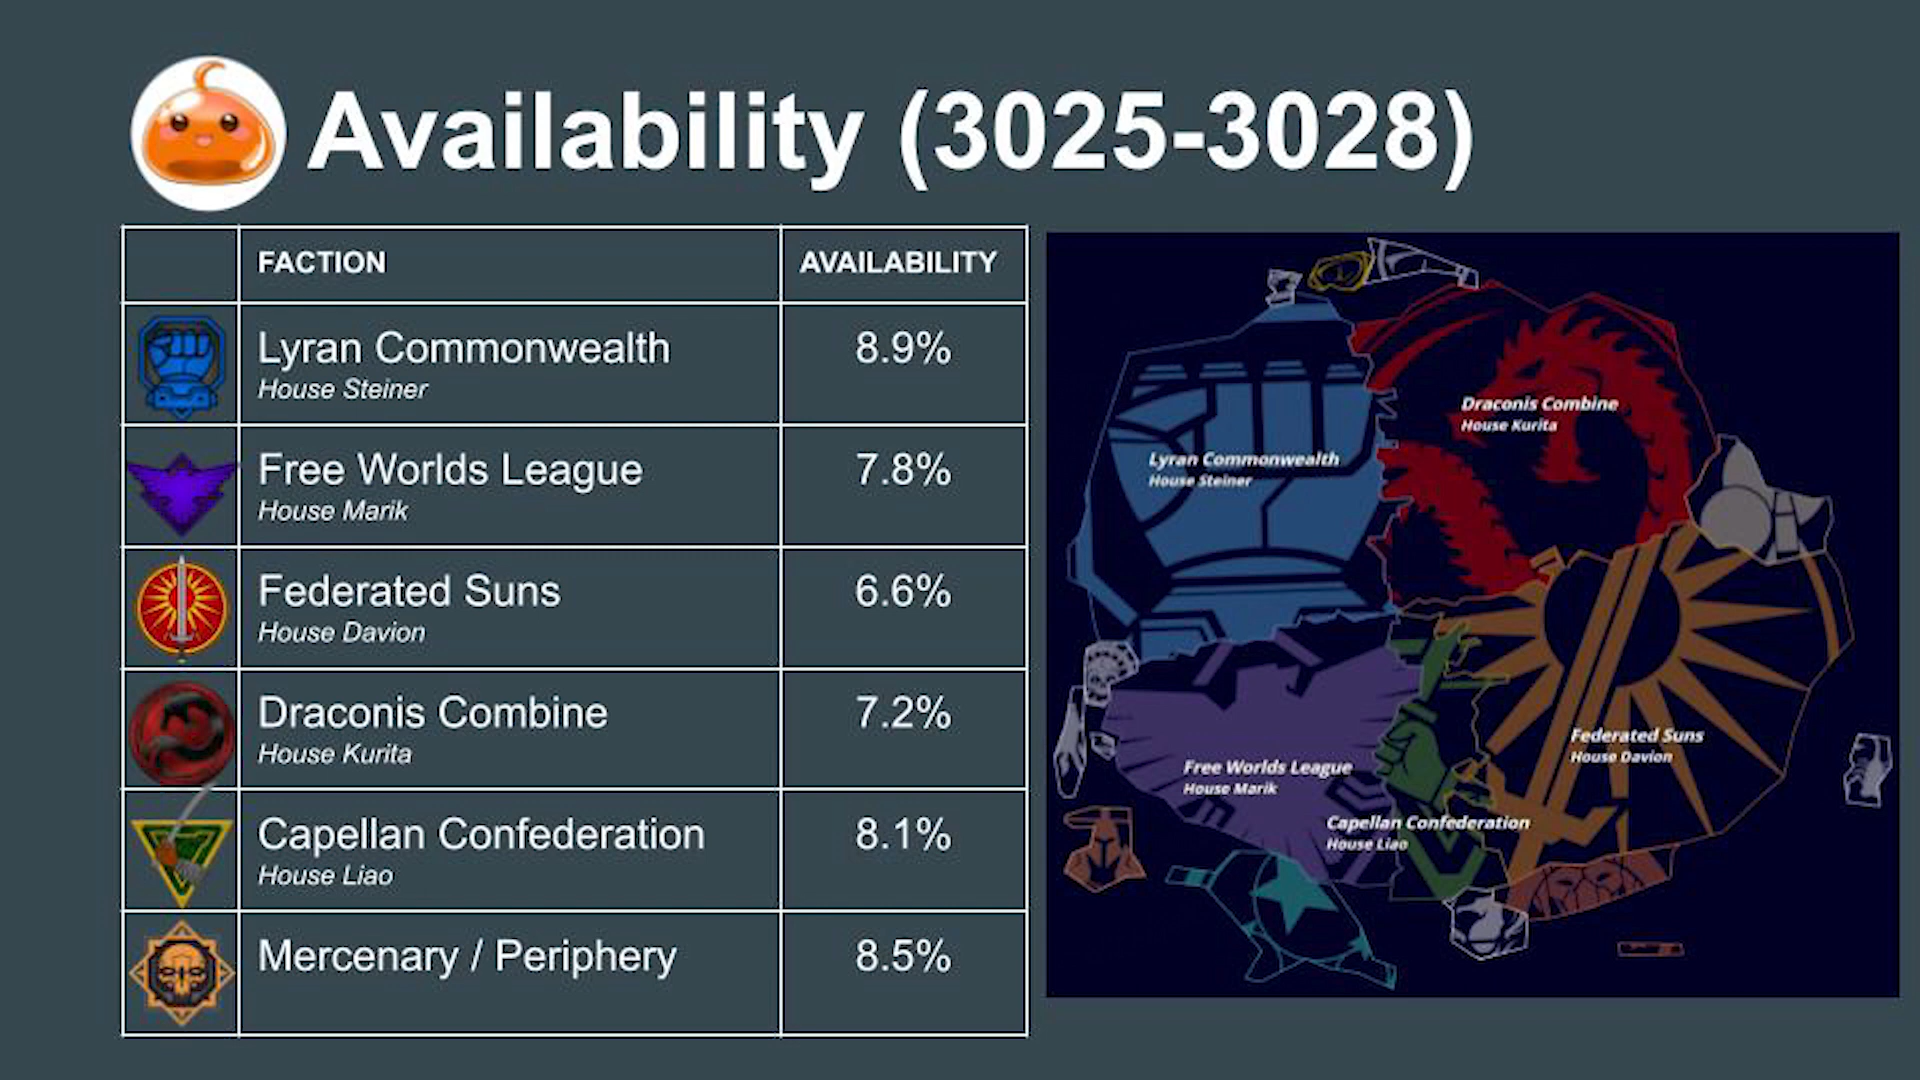 Availability (3025-3028)
FACTION
AVAILABILITY
Lyran Commonwealth
House Steiner
8.9%
Free Worlds League
House Marik
7.8%
Federated Suns
House Davion
6.6%
Draconis Combine
House Kurita
7.2%
Capellan Confederation
House Liao
8.1%
Mercenary / Periphery
8.5%
Draconis Combine
House Kurita
Lyran Commonwealth
House Steiner
Federated Suns
House Davion
Free Worlds League
House Marik
Capellan Confederation
House Liao